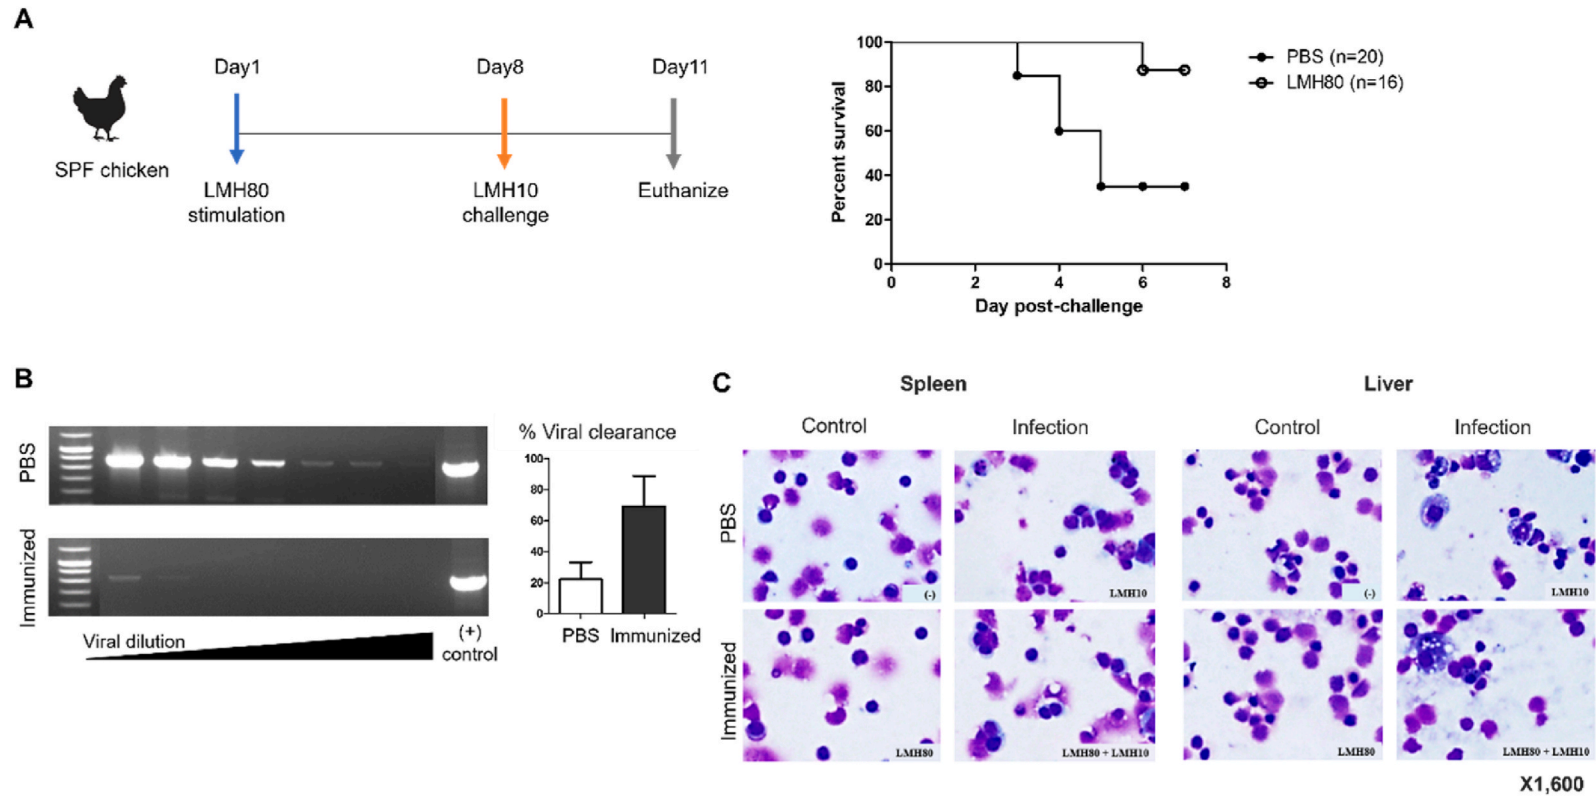 A
Day1
Day8
Day11
SPF chicken
LMH80
stimulation
LMH10
challenge
Euthanize
100
80
60
40
20
0
Percent survival
0 2 4 6 8
Day post-challenge
PBS (n=20)
LMH80 (n=16)
B
PBS
Immunized
Viral dilution
(+)
control
% Viral clearance
100
80
60
40
20
0
PBS Immunized
C
Spleen
Liver
Control
Infection
Control
Infection
PBS
(-)
LMH10
(-)
LMH10
Immunized
LMH80
LMH80 + LMH10
LMH80
LMH80 + LMH10
X1,600